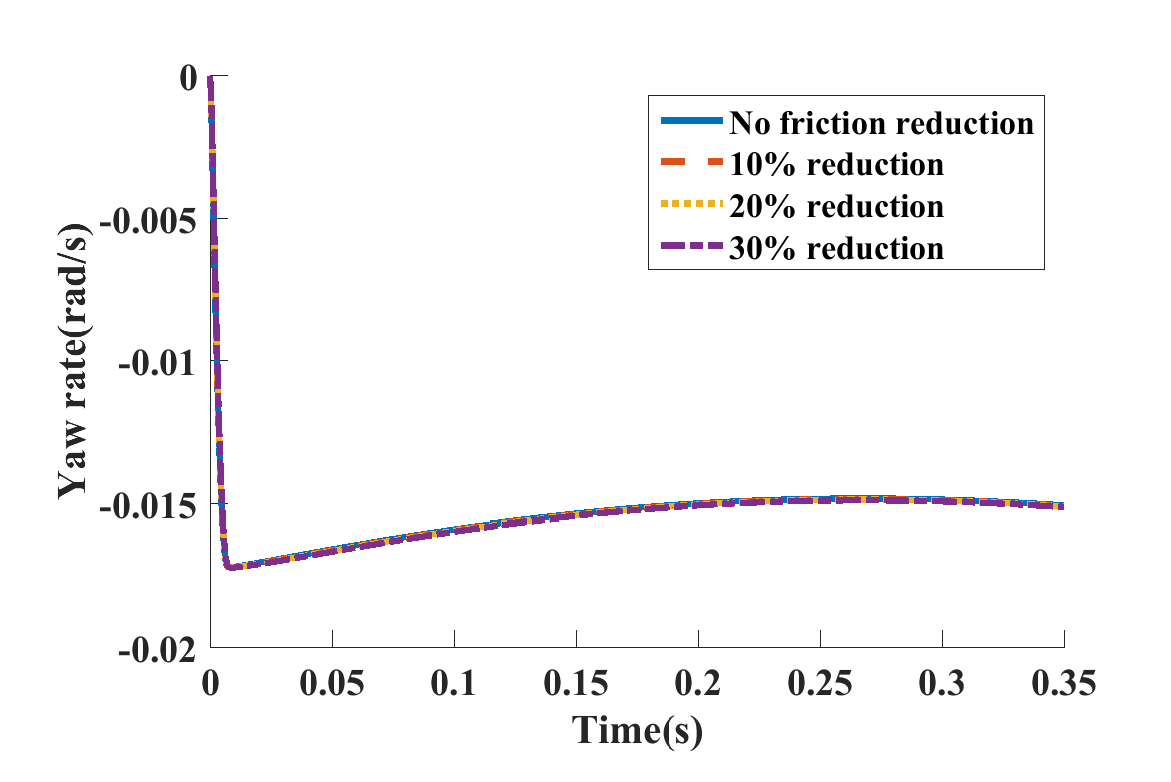 Yaw rate(rad/s)
0
-0.005
-0.01
-0.015
-0.02
No friction reduction
10% reduction
20% reduction
30% reduction
0 0.05 0.1 0.15 0.2 0.25 0.3 0.35
Time(s)